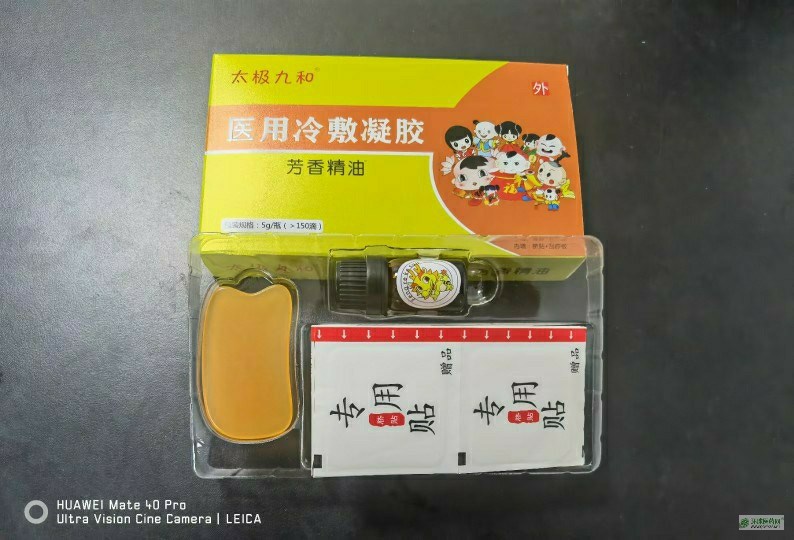 太极九和
外
医用冷敷凝胶
芳香精油
规格：5g/瓶（>150滴）
专用贴
赠品
专用贴
赠品
HUAWEI Mate 40 Pro
Ultra Vision Cine Camera | LEICA